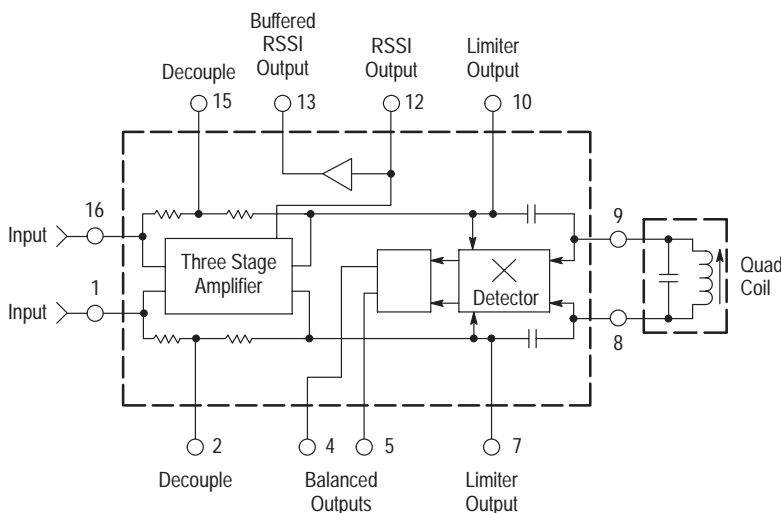 Buffered
RSSI
Output
RSSI
Output
Limiter
Output
Decouple
15
13
12
10
16
Input
Three Stage
Amplifier
1
Input
Detector
9
8
Quad
Coil
2
4
5
7
Decouple
Balanced
Outputs
Limiter
Output